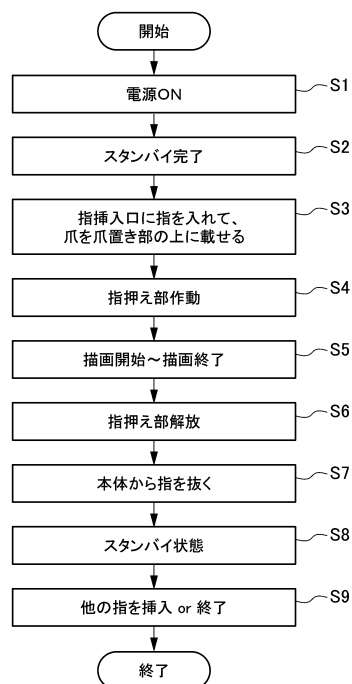 開始
電源ON
S1
スタンバイ完了
S2
指挿入口に指を入れて、
爪を爪置き部の上に載せる
S3
指押え部作動
S4
描画開始～描画終了
S5
指押え部解放
S6
本体から指を抜く
S7
スタンバイ状態
S8
他の指を挿入 or 終了
S9
終了